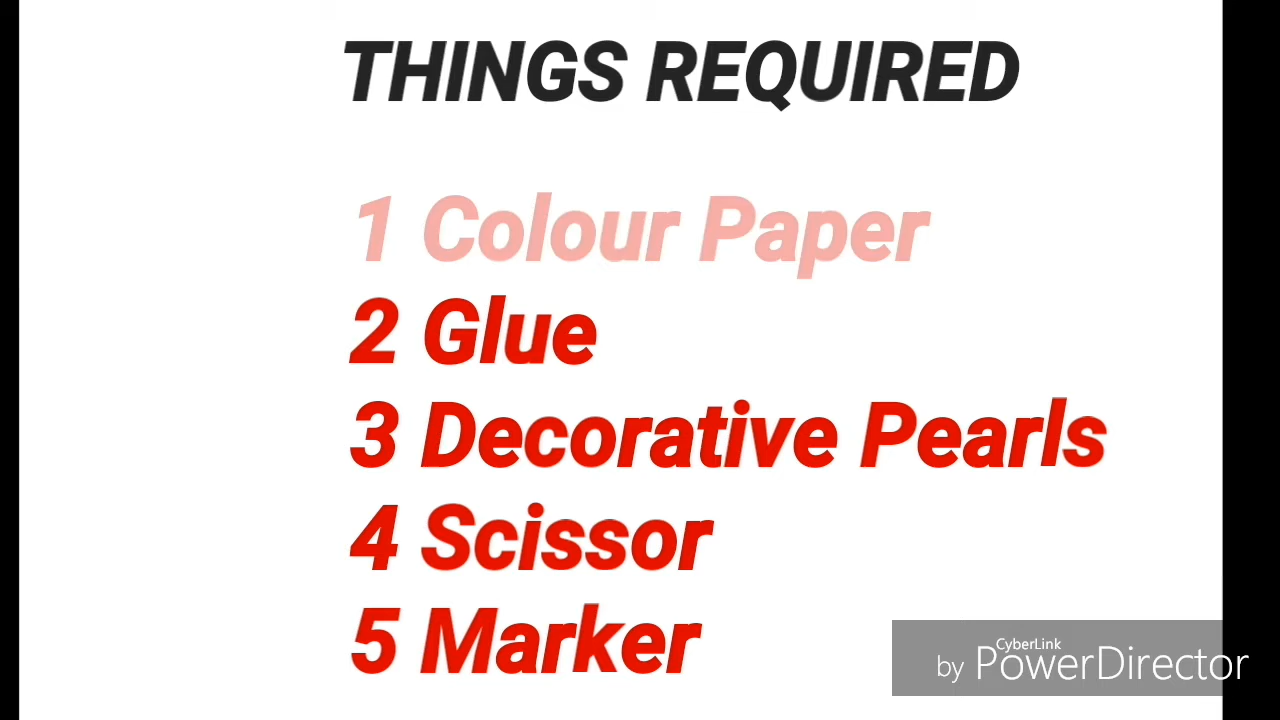 THINGS REQUIRED
1 Colour Paper
2 Glue
3 Decorative Pearls
4 Scissor
5 Marker
CyberLink
by PowerDirector